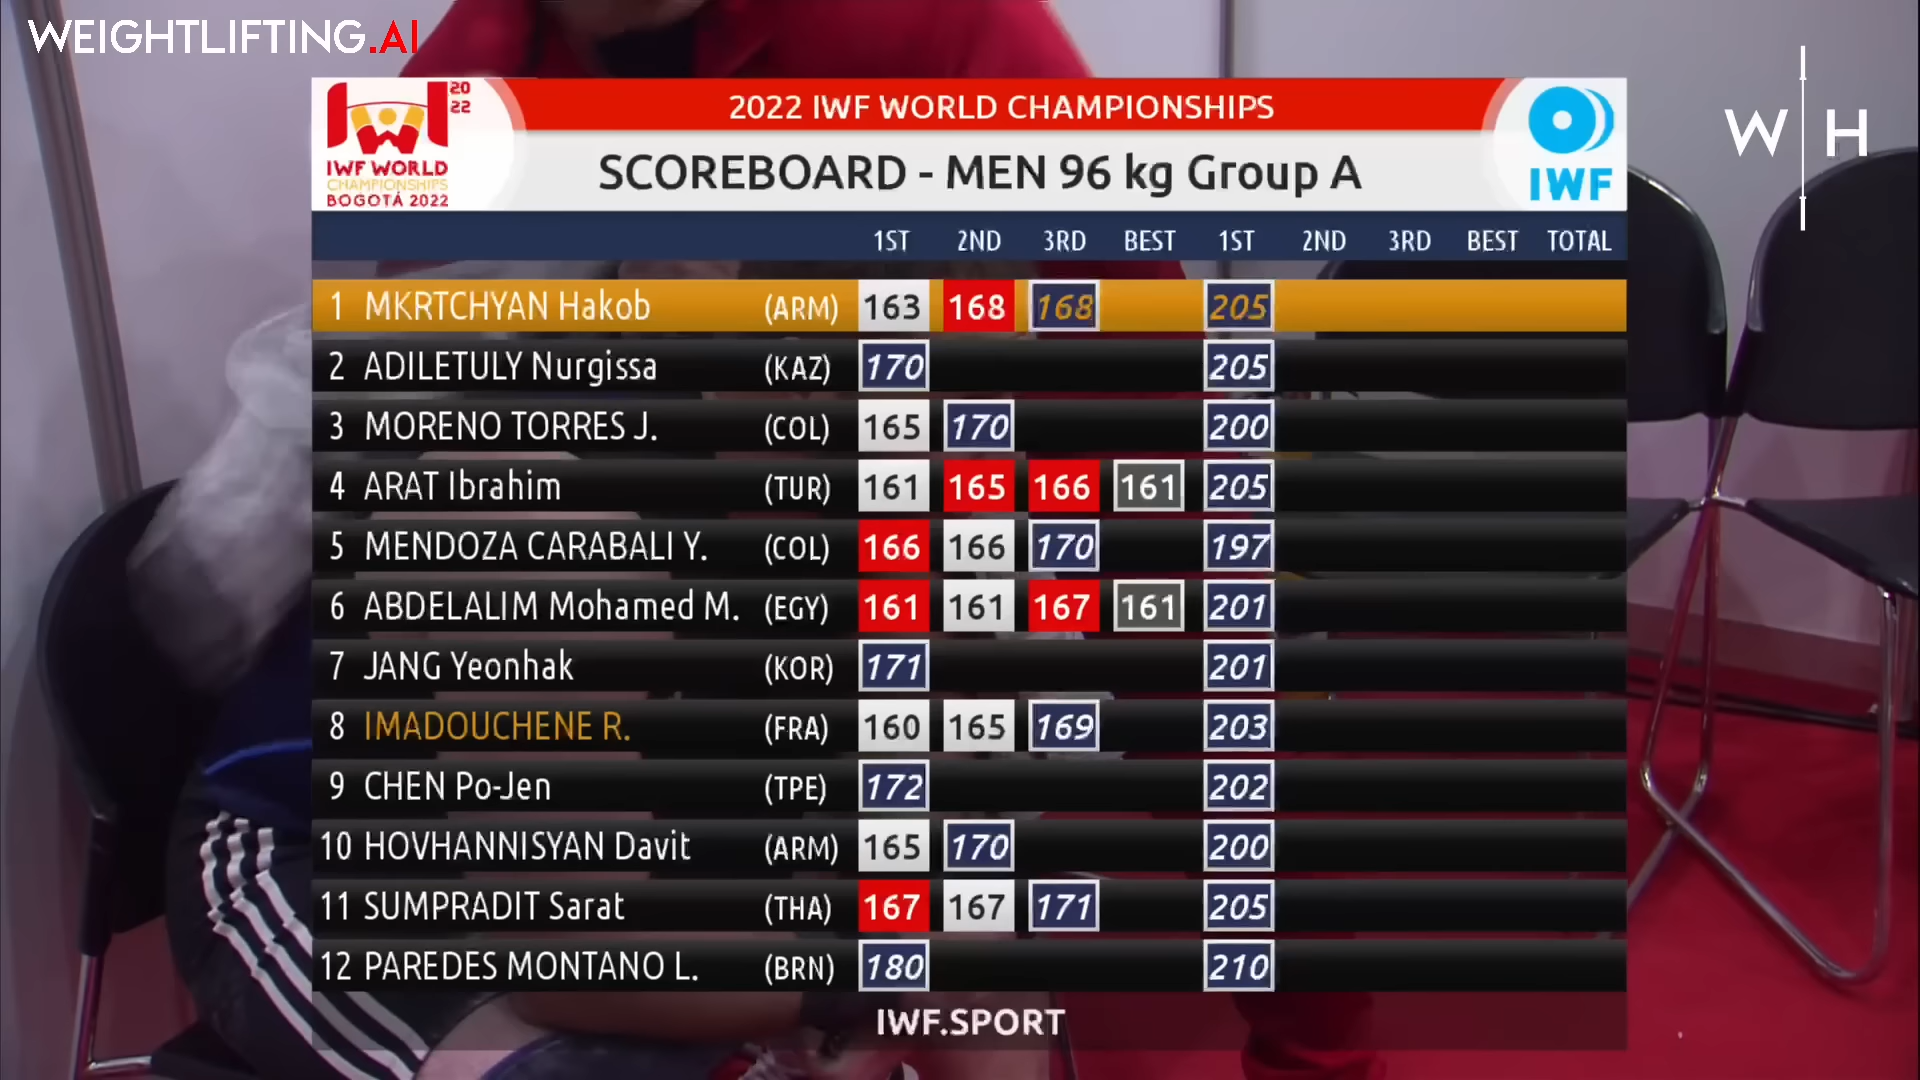 WEIGHTLIFTING.AI
W H
20
22
IWF WORLD
CHAMPIONSHIPS
BOGOTÁ 2022
2022 IWF WORLD CHAMPIONSHIPS
SCOREBOARD - MEN 96 kg Group A
IWF
1ST 2ND 3RD BEST 1ST 2ND 3RD BEST TOTAL
1 MKRTCHYAN Hakob (ARM) 163 168 168 205
2 ADILETULY Nurgissa (KAZ) 170 205
3 MORENO TORRES J. (COL) 165 170 200
4 ARAT Ibrahim (TUR) 161 165 166 161 205
5 MENDOZA CARABALI Y. (COL) 166 166 170 197
6 ABDELALIM Mohamed M. (EGY) 161 161 167 161 201
7 JANG Yeonhak (KOR) 171 201
8 IMADOUCHENE R. (FRA) 160 165 169 203
9 CHEN Po-Jen (TPE) 172 202
10 HOVHANNISYAN Davit (ARM) 165 170 200
11 SUMPRADIT Sarat (THA) 167 167 171 205
12 PAREDES MONTANO L. (BRN) 180 210
IWF.SPORT